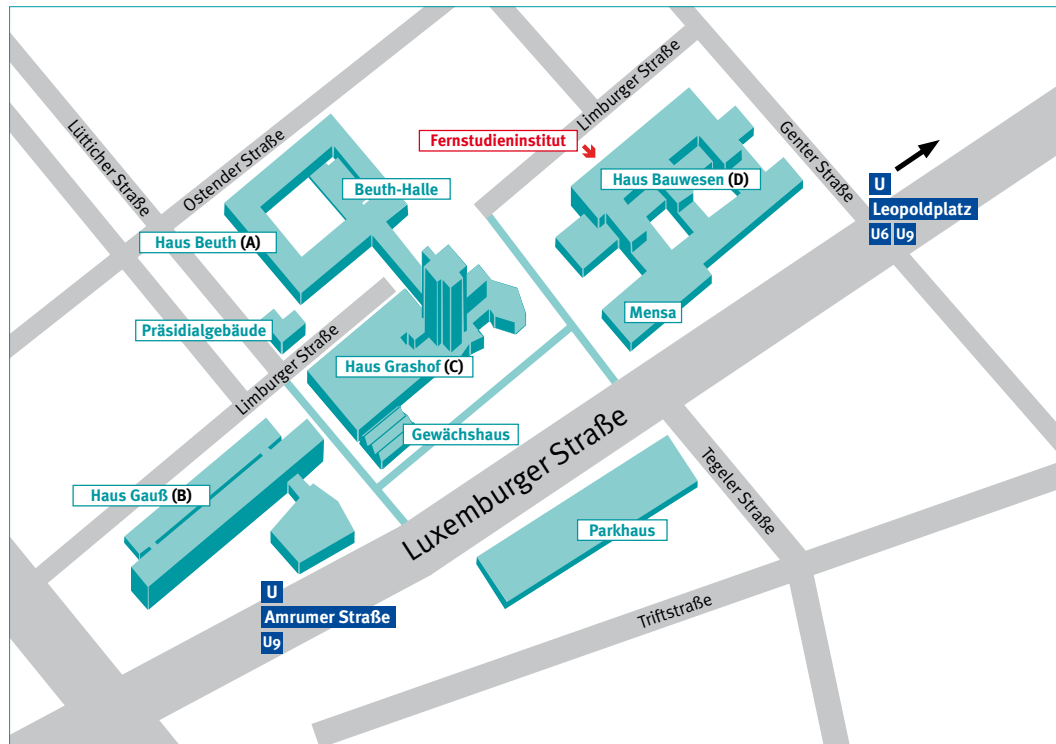 Limburger Straße
Lütticher Straße
Ostender Straße
Genter Straße
Fernstudieninstitut
Beuth-Halle
Haus Bauwesen (D)
U
Leopoldplatz
U6 U9
Haus Beuth (A)
Präsidialgebäude
Mensa
Limburger Straße
Haus Grashof (C)
Gewächshaus
Luxemburger Straße
Tegeler Straße
Haus Gauß (B)
Parkhaus
U
Amrumer Straße
U9
Triftstraße